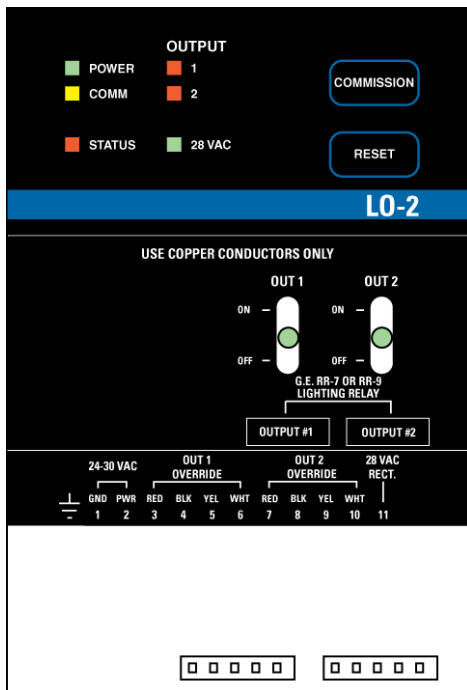 OUTPUT
POWER 1
COMM 2
STATUS 28 VAC
COMMISSION
RESET
LO-2
USE COPPER CONDUCTORS ONLY
OUT 1 OUT 2
ON ON
OFF OFF
G.E. RR-7 OR RR-9
LIGHTING RELAY
OUTPUT #1 OUTPUT #2
24-30 VAC
OUT 1
OVERRIDE
OUT 2
OVERRIDE
28 VAC
RECT.
GND PWR RED BLK YEL WHT RED BLK YEL WHT
1 2 3 4 5 6 7 8 9 10 11